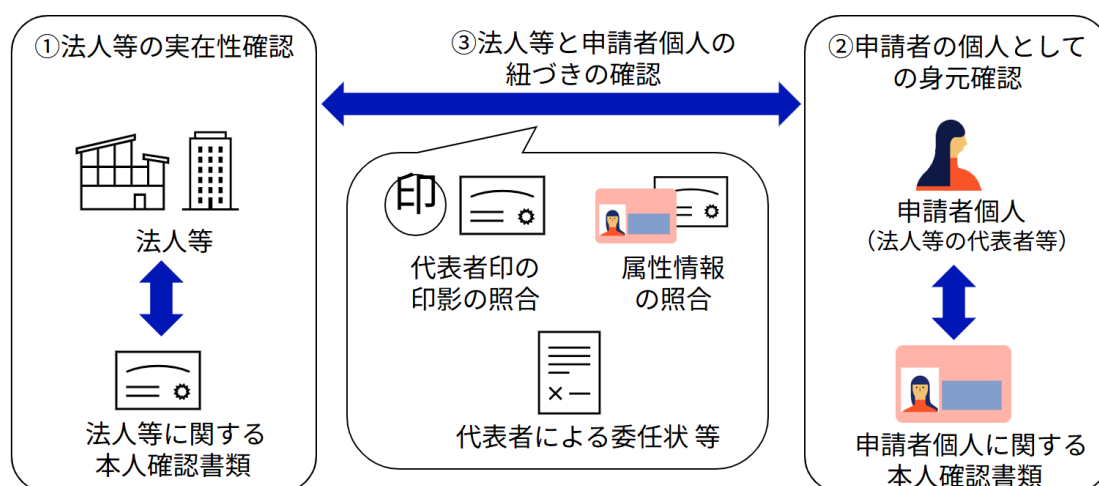 ①法人等の実在性確認
法人等
法人等に関する
本人確認書類
③法人等と申請者個人の
紐づきの確認
印
代表者印の
印影の照合
属性情報
の照合
代表者による委任状 等
②申請者の個人として
の身元確認
申請者個人
（法人等の代表者等）
申請者個人に関する
本人確認書類